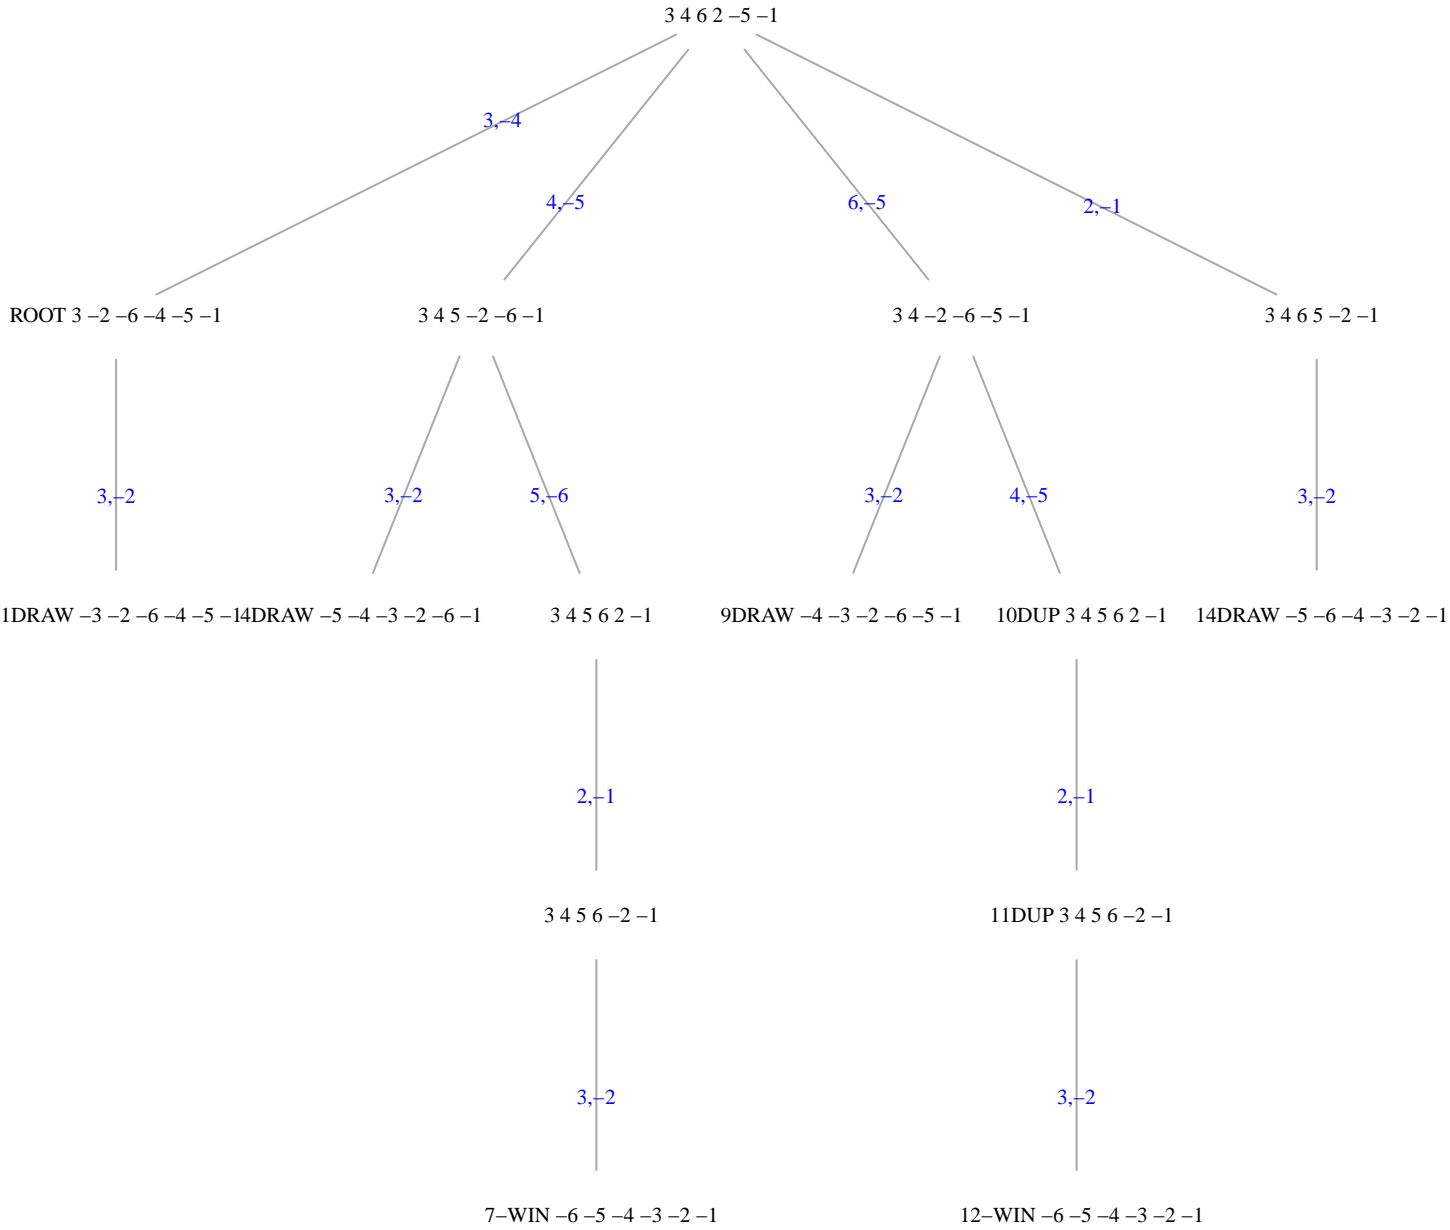 3 4 6 2 –5 –1
3,–4
4,–5
6,–5
2,–1
ROOT 3 –2 –6 –4 –5 –1
3 4 5 –2 –6 –1
3 4 –2 –6 –5 –1
3 4 6 5 –2 –1
3,–2
3,–2
5,–6
3,–2
4,–5
3,–2
1DRAW –3 –2 –6 –4 –5 –1
4DRAW –5 –4 –3 –2 –6 –1
3 4 5 6 2 –1
9DRAW –4 –3 –2 –6 –5 –1
10DUP 3 4 5 6 2 –1
14DRAW –5 –6 –4 –3 –2 –1
2,–1
2,–1
3 4 5 6 –2 –1
11DUP 3 4 5 6 –2 –1
3,–2
3,–2
7–WIN –6 –5 –4 –3 –2 –1
12–WIN –6 –5 –4 –3 –2 –1